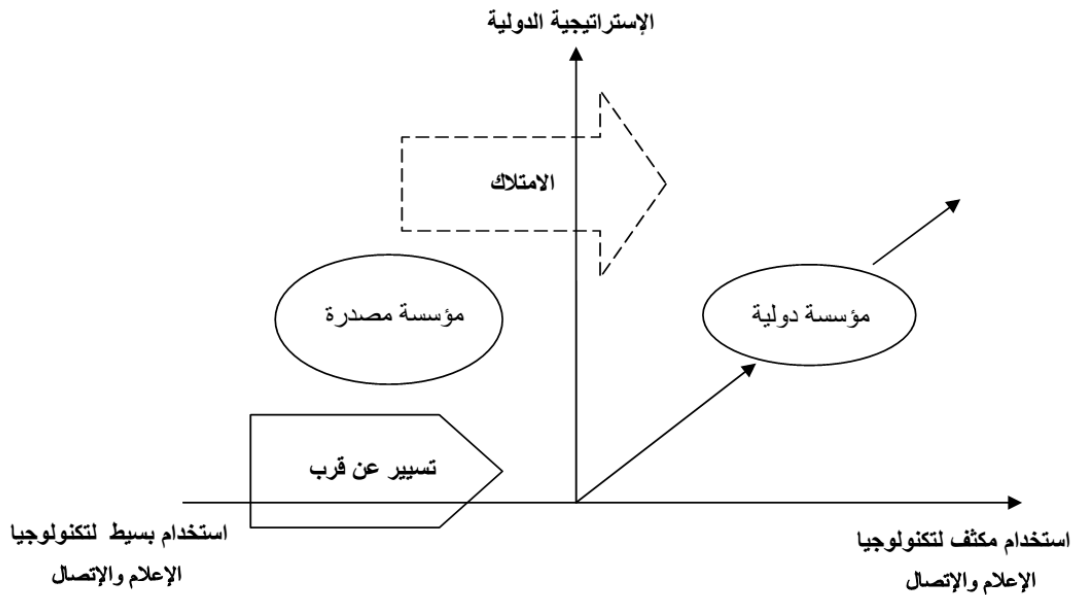 الإستراتيجية الدولية
الامتلاك
مؤسسة مصدرة
مؤسسة دولية
تسيير عن قرب
استخدام مكثف لتكنولوجيا
الإعلام والإتصال
استخدام بسيط لتكنولوجيا
الإعلام والإتصال